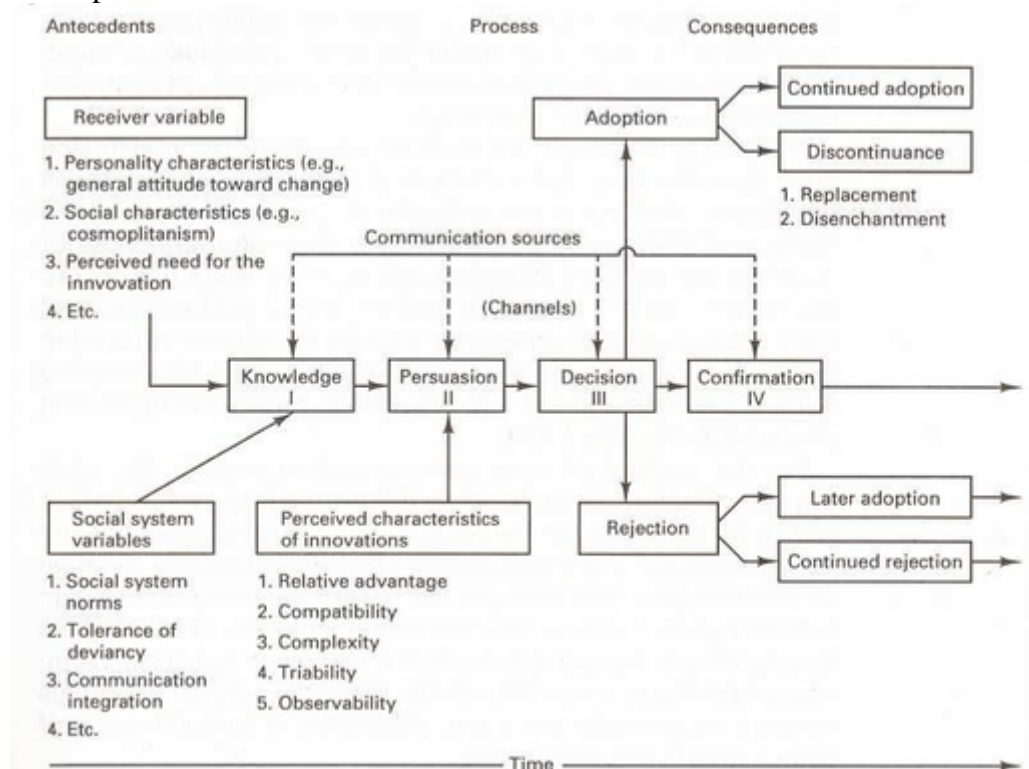 Antecedents
Process
Consequences
Receiver variable
1. Personality characteristics (e.g.,
general attitude toward change)
2. Social characteristics (e.g.,
cosmoplitanism)
3. Perceived need for the
innvovation
4. Etc.
Adoption
Continued adoption
Discontinuance
1. Replacement
2. Disenchantment
Communication sources
(Channels)
Knowledge
I
Persuasion
II
Decision
III
Confirmation
IV
Social system
variables
1. Social system
norms
2. Tolerance of
deviancy
3. Communication
integration
4. Etc.
Perceived characteristics
of innovations
1. Relative advantage
2. Compatibility
3. Complexity
4. Triability
5. Observability
Rejection
Later adoption
Continued rejection
Time